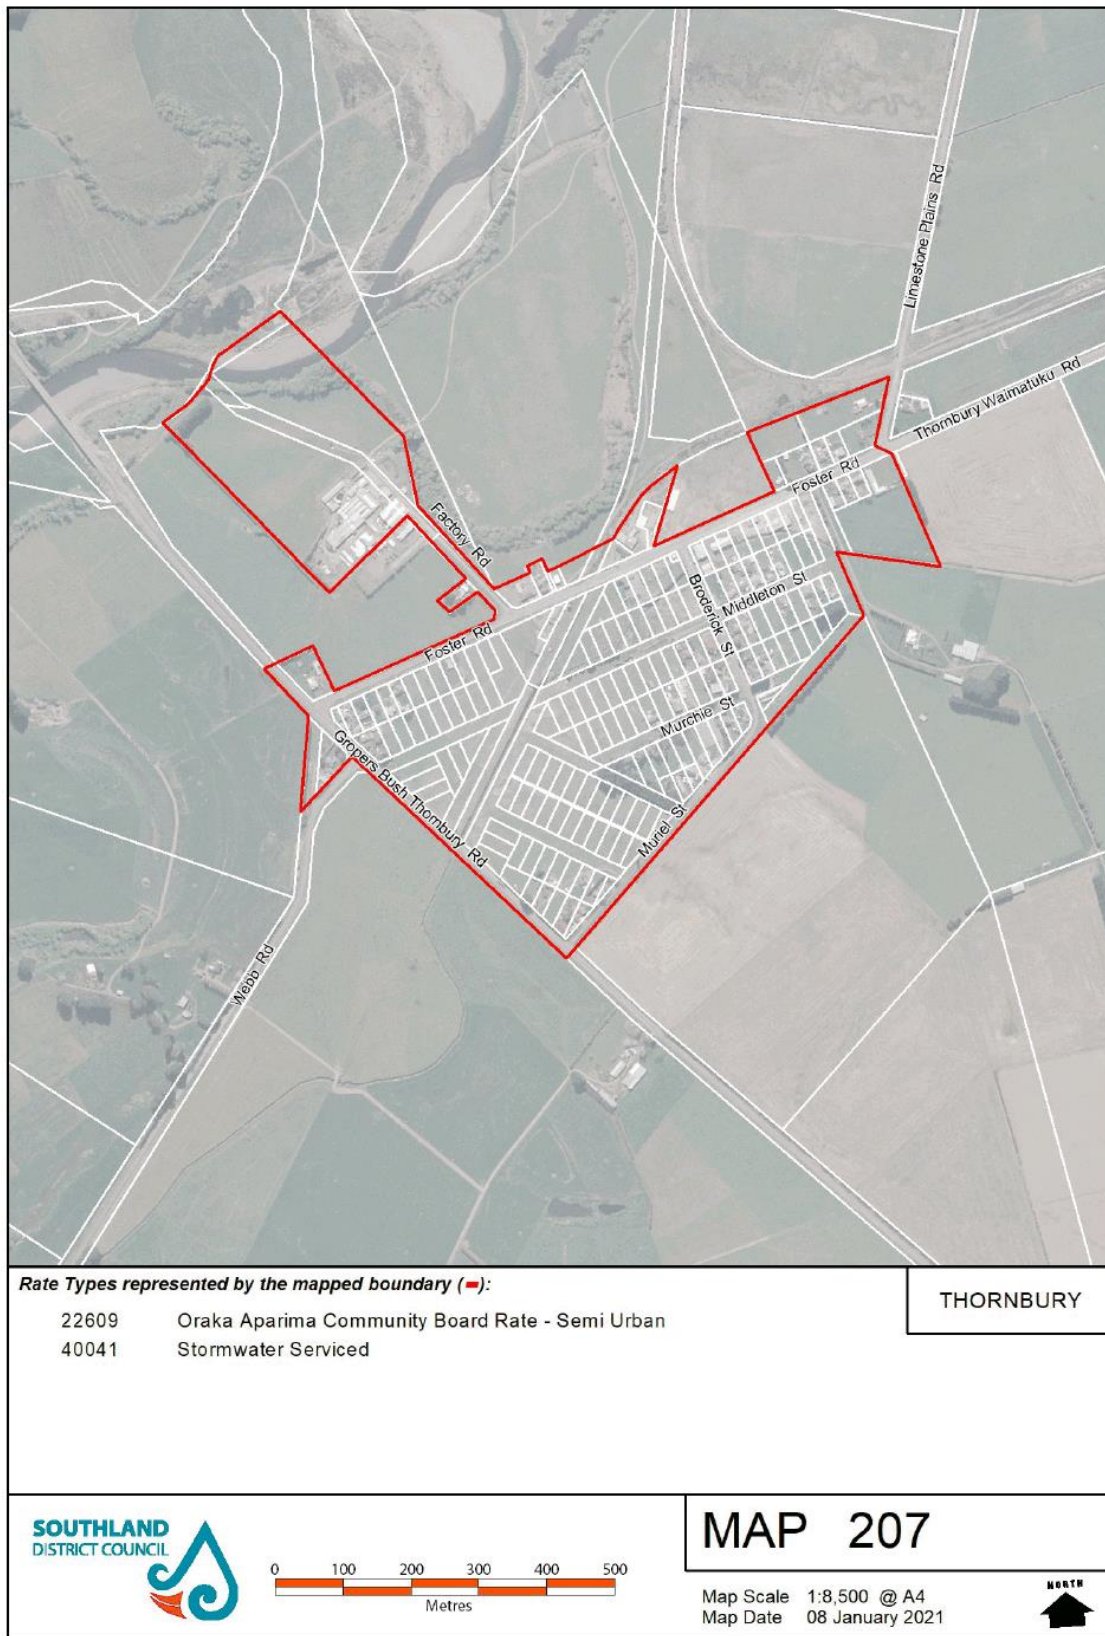 Limestone Plains Rd
Thornbury Waimatuku Rd
Foster Rd
Factory Rd
Middleton St
Broderick St
Foster Rd
Murchie St
Gropers Bush Thornbury Rd
Muriel St
Webb Rd
Rate Types represented by the mapped boundary (-):
22609 Oraka Aparima Community Board Rate - Semi Urban
40041 Stormwater Serviced
THORNBURY
SOUTHLAND
DISTRICT COUNCIL
0 100 200 300 400 500
Metres
MAP 207
Map Scale 1:8,500 @ A4
Map Date 08 January 2021
NORTH